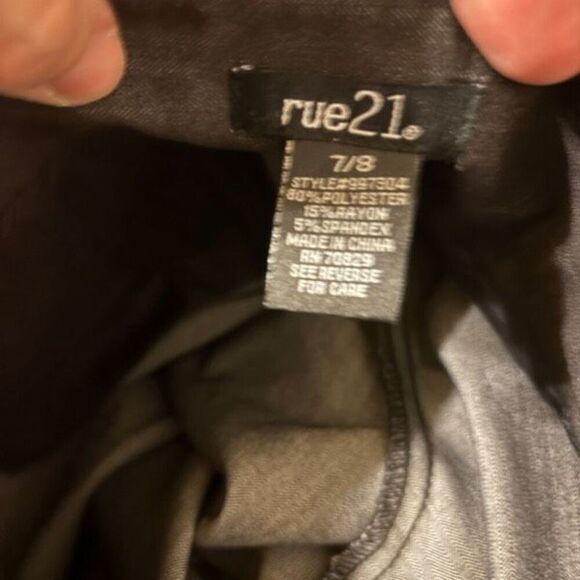 rue21®
7/8
STYLE#997304
80%POLYESTER
15%RAYON
5%SPANDEX
MADE IN CHINA
RN 70829
SEE REVERSE
FOR CARE